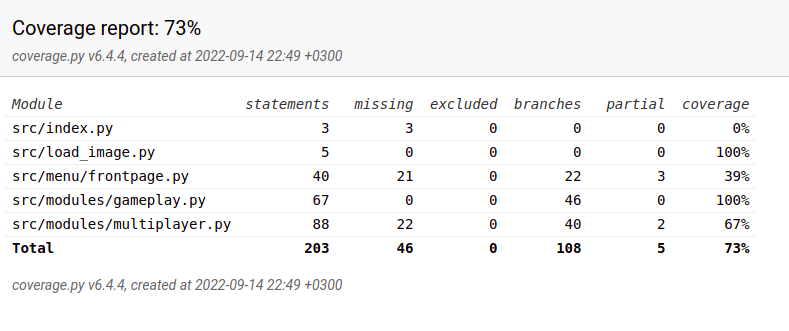 Coverage report: 73%
coverage.py v6.4.4, created at 2022-09-14 22:49 +0300
Module statements missing excluded branches partial coverage
src/index.py 3 3 0 0 0 0%
src/load_image.py 5 0 0 0 0 100%
src/menu/frontpage.py 40 21 0 22 3 39%
src/modules/gameplay.py 67 0 0 46 0 100%
src/modules/multiplayer.py 88 22 0 40 2 67%
Total 203 46 0 108 5 73%
coverage.py v6.4.4, created at 2022-09-14 22:49 +0300